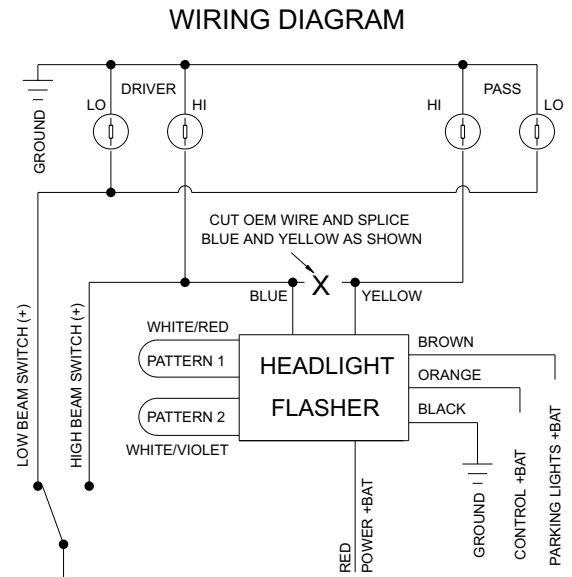 WIRING DIAGRAM
DRIVER
PASS
LO
HI
HI
LO
GROUND
CUT OEM WIRE AND SPLICE
BLUE AND YELLOW AS SHOWN
X
BLUE
YELLOW
WHITE/RED
PATTERN 1
PATTERN 2
WHITE/VIOLET
HEADLIGHT
FLASHER
BROWN
ORANGE
BLACK
LOW BEAM SWITCH (+)
HIGH BEAM SWITCH (+)
RED
POWER +BAT
GROUND
CONTROL +BAT
PARKING LIGHTS +BAT